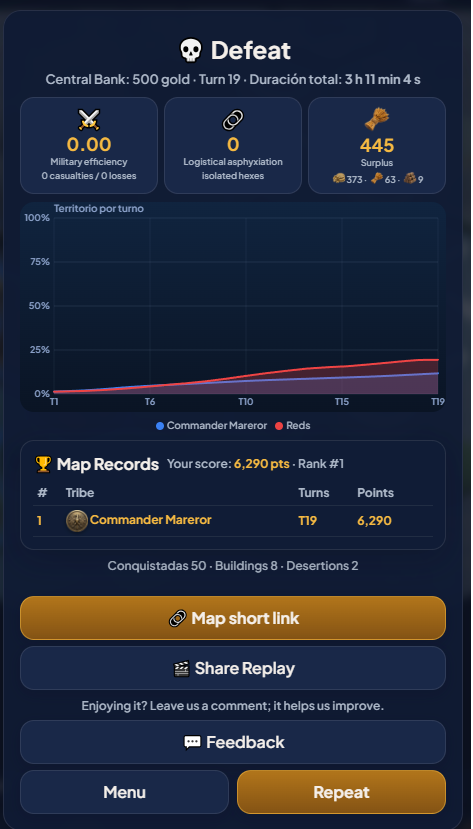 Defeat
Central Bank: 500 gold · Turn 19 · Duración total: 3 h 11 min 4 s
0.00
Military efficiency
0 casualties / 0 losses
0
Logistical asphyxiation
isolated hexes
445
Surplus
373 · 63 · 9
Territorio por turno
100%
75%
50%
25%
0%
T1 T6 T10 T15 T19
Commander Mareror Reds
Map Records Your score: 6,290 pts · Rank #1
# Tribe Turns Points
1 Commander Mareror T19 6,290
Conquistadas 50 · Buildings 8 · Desertions 2
Map short link
Share Replay
Enjoying it? Leave us a comment; it helps us improve.
Feedback
Menu Repeat